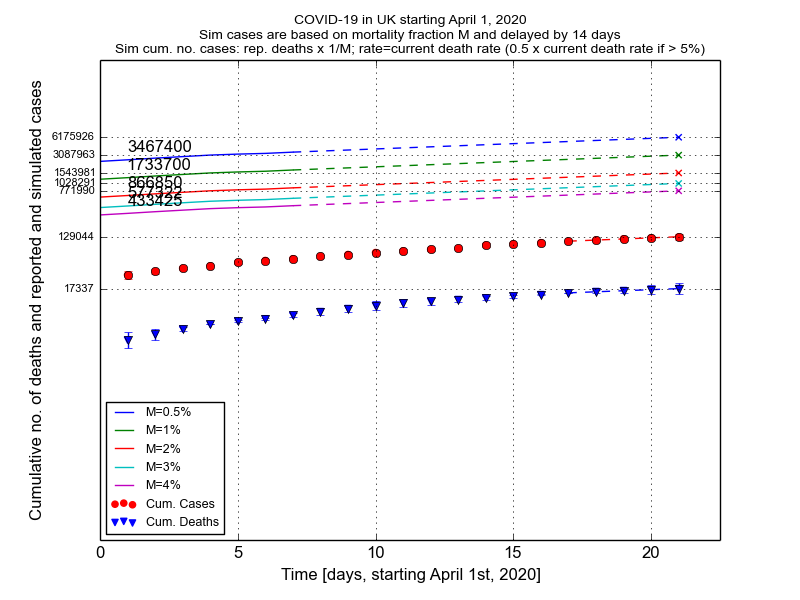 COVID-19 in UK starting April 1, 2020
Sim cases are based on mortality fraction M and delayed by 14 days
Sim cum. no. cases: rep. deaths x 1/M; rate=current death rate (0.5 x current death rate if > 5%)
Cumulative no. of deaths and reported and simulated cases
6175926
3087963
1543981
1028291
771990
129044
17337
3467400
1733700
866850
577922
433425
M=0.5%
M=1%
M=2%
M=3%
M=4%
Cum. Cases
Cum. Deaths
0 5 10 15 20
Time [days, starting April 1st, 2020]